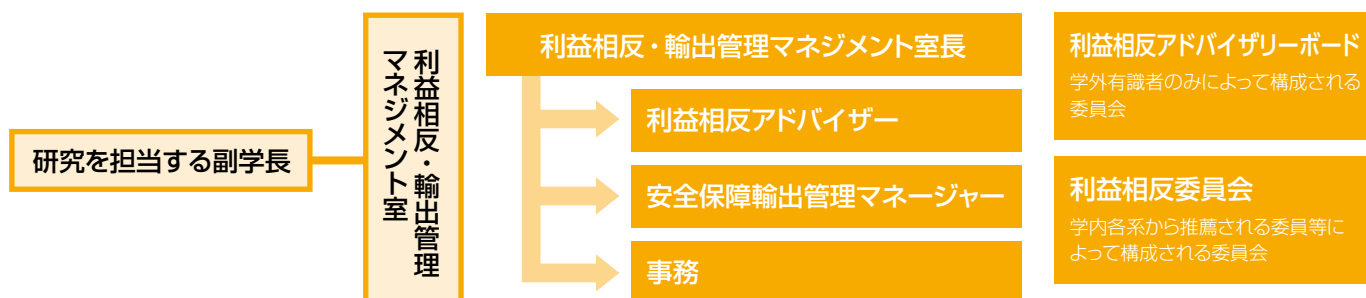 研究を担当する副学長
利益相反・輸出管理
マネジメント室
利益相反・輸出管理マネジメント室長
利益相反アドバイザー
安全保障輸出管理マネージャー
事務
利益相反アドバイザリーボード
学外有識者のみによって構成される
委員会
利益相反委員会
学内各系から推薦される委員等に
よって構成される委員会